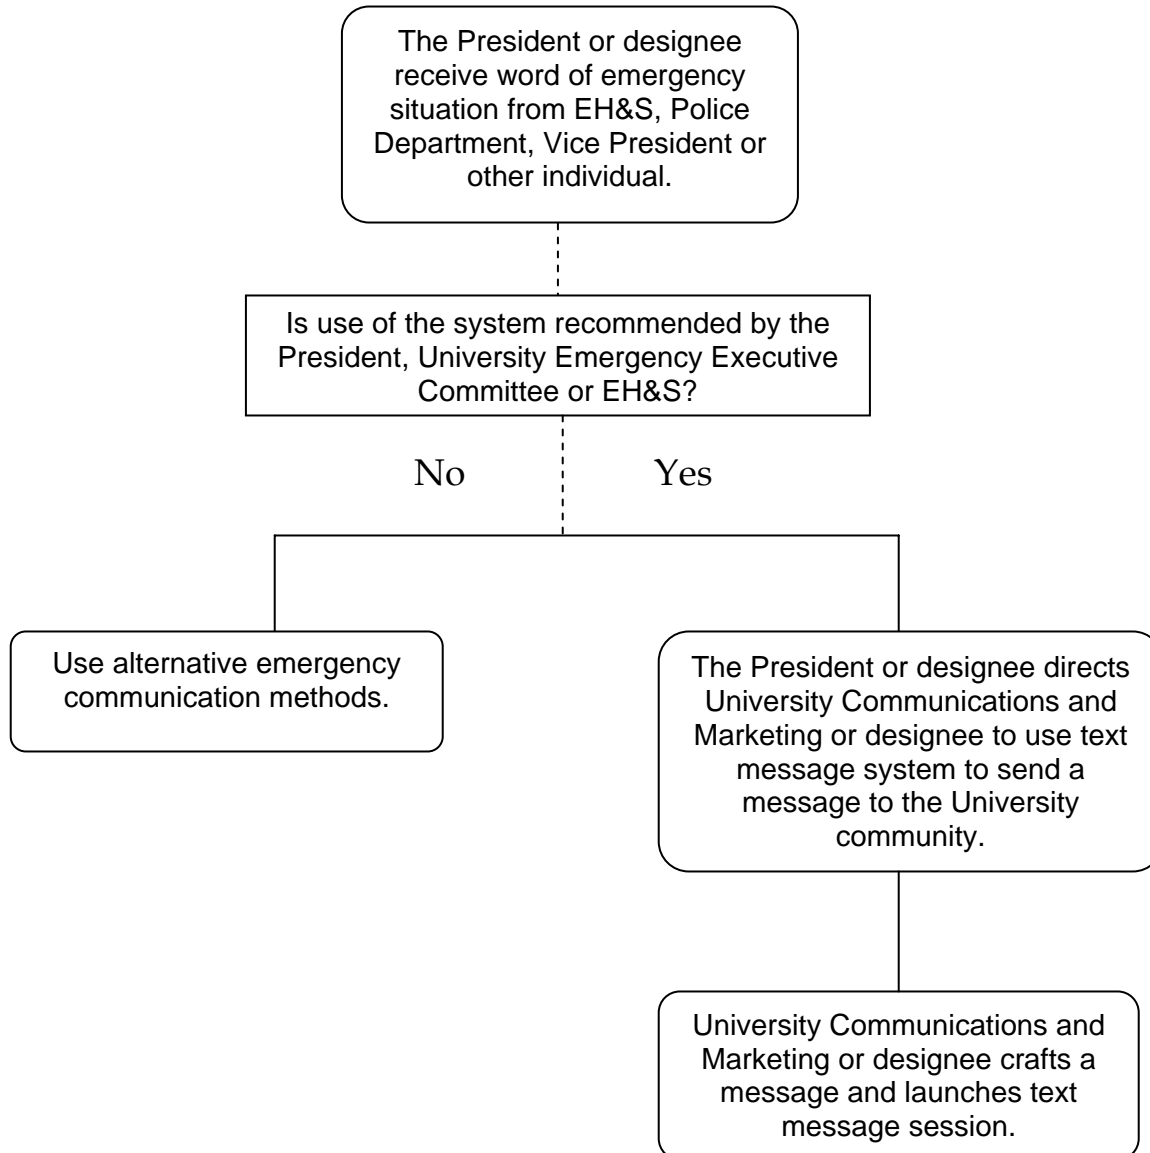 The President or designee
receive word of emergency
situation from EH&S, Police
Department, Vice President or
other individual.
Is use of the system recommended by the
President, University Emergency Executive
Committee or EH&S?
No
Yes
Use alternative emergency
communication methods.
The President or designee directs
University Communications and
Marketing or designee to use text
message system to send a
message to the University
community.
University Communications and
Marketing or designee crafts a
message and launches text
message session.